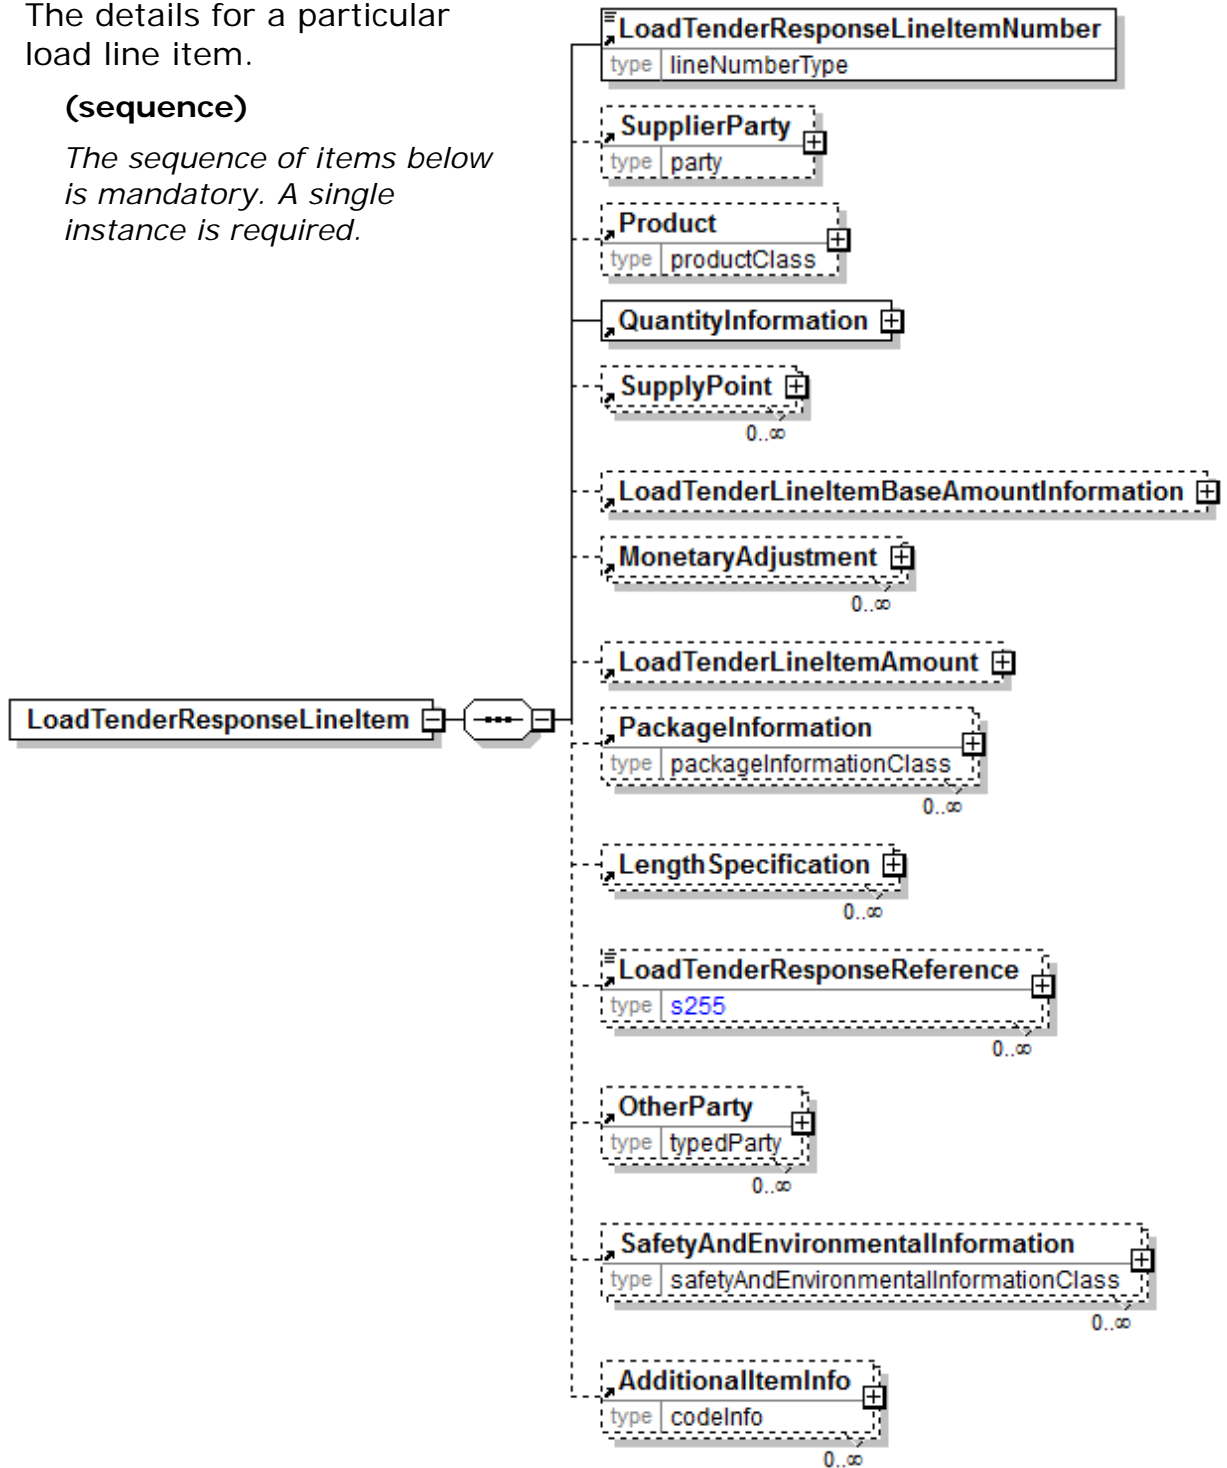 The details for a particular
load line item.
(sequence)
The sequence of items below
is mandatory. A single
instance is required.
LoadTenderResponseLineItem
LoadTenderResponseLineItemNumber
type lineNumberType
SupplierParty
type party
Product
type productClass
QuantityInformation
SupplyPoint
0..∞
LoadTenderLineItemBaseAmountInformation
MonetaryAdjustment
0..∞
LoadTenderLineItemAmount
PackageInformation
type packageInformationClass
0..∞
LengthSpecification
0..∞
LoadTenderResponseReference
type s255
0..∞
OtherParty
type typedParty
0..∞
SafetyAndEnvironmentalInformation
type safetyAndEnvironmentalInformationClass
0..∞
AdditionalItemInfo
type codeInfo
0..∞